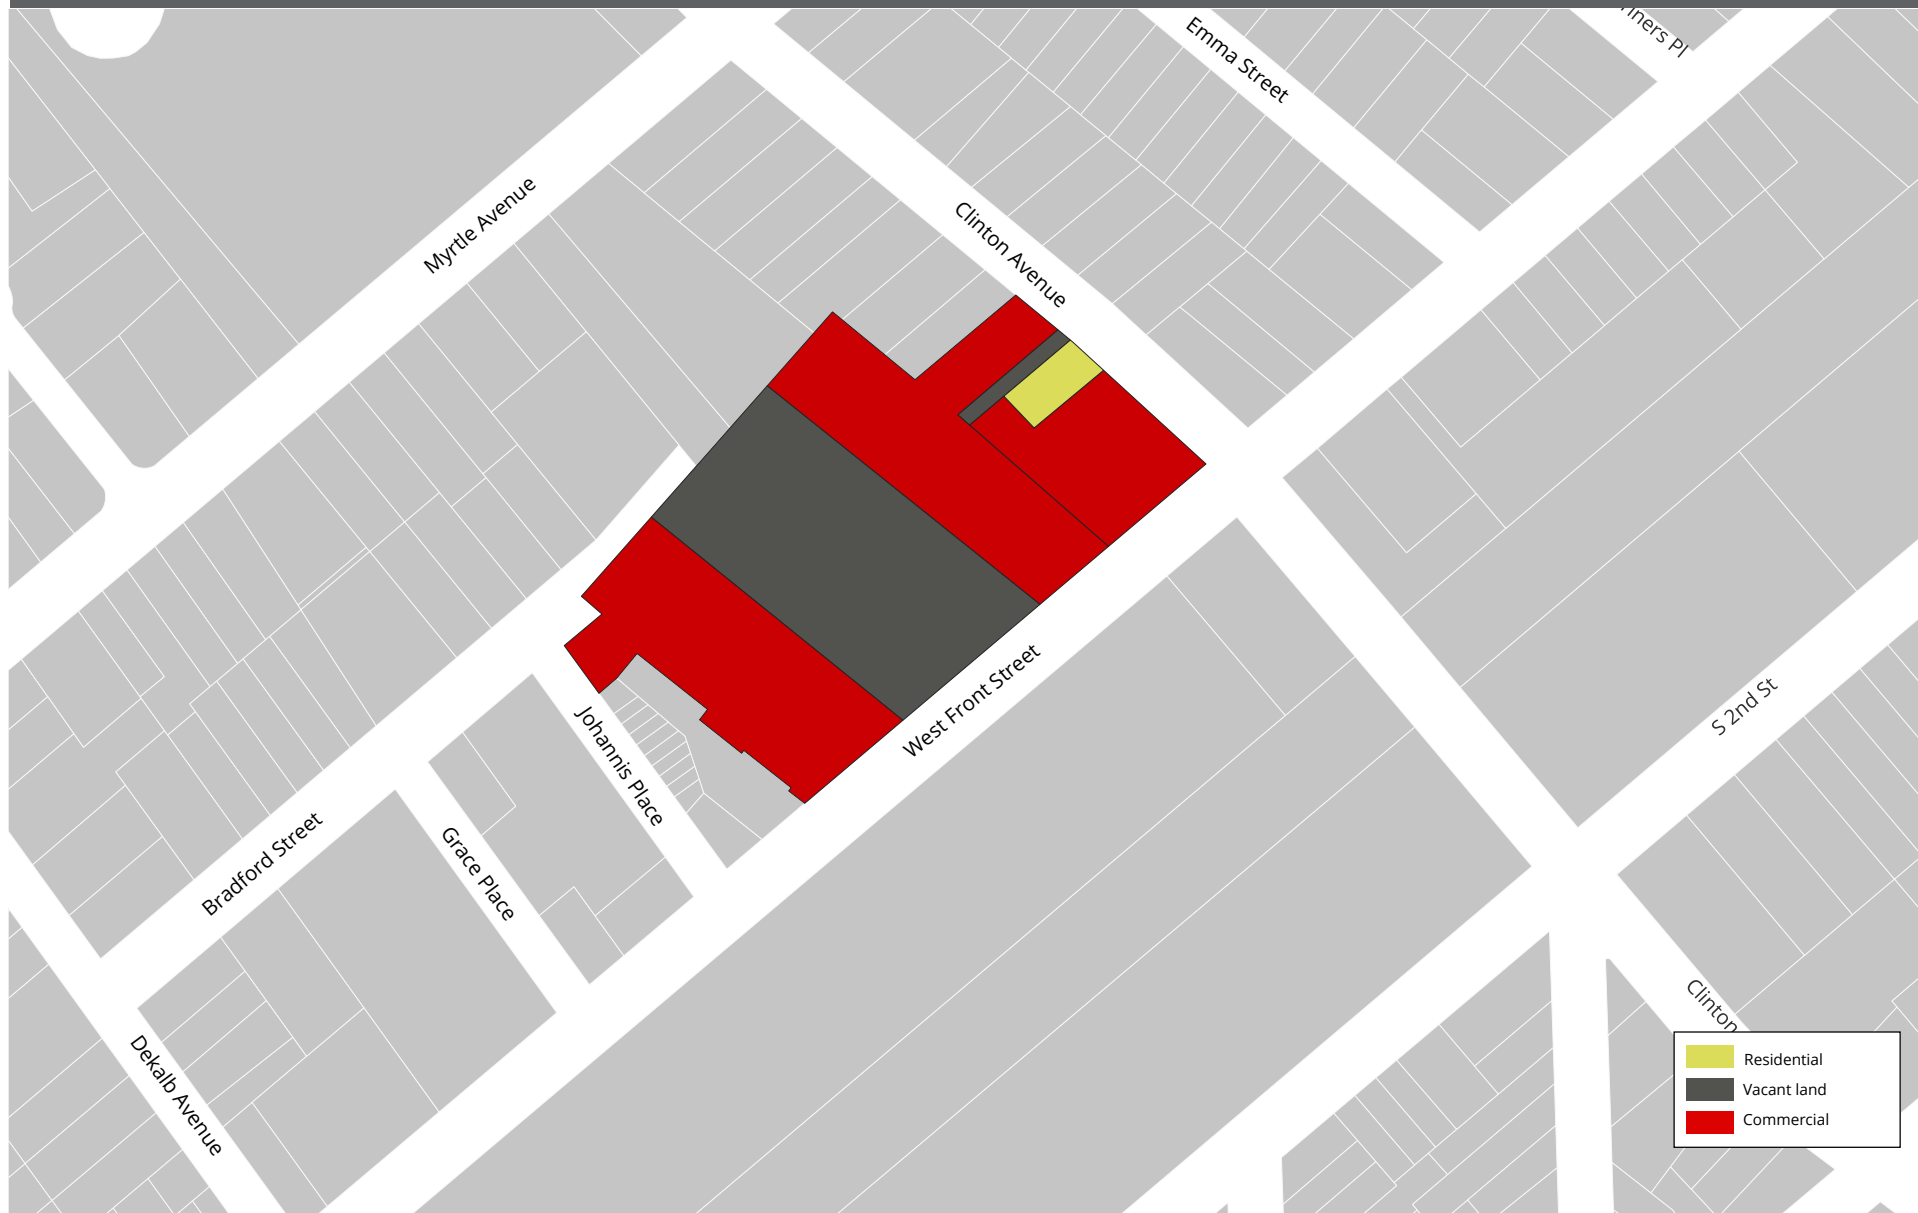 Emma Street
Myrtle Avenue
Clinton Avenue
West Front Street
S 2nd St
Johannis Place
Bradford Street
Grace Place
Clinton
Dekalb Avenue
Residential
Vacant land
Commercial